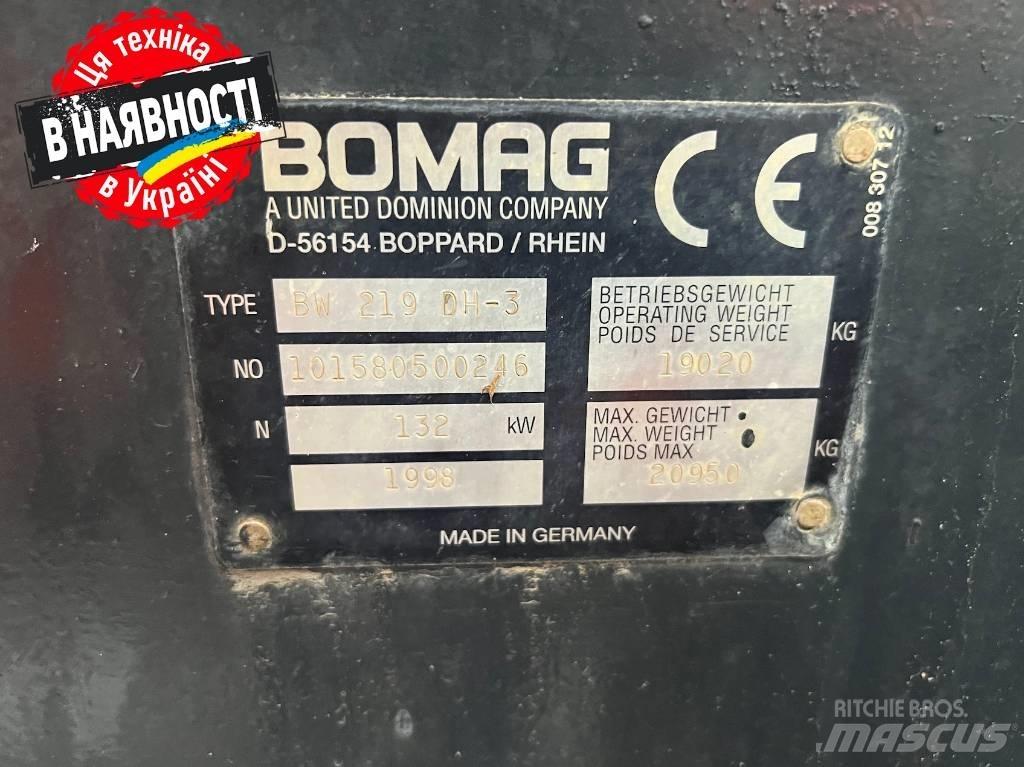 Ця техніка
В НАЯВНОСТІ
в Україні
BOMAG
A UNITED DOMINION COMPANY
D-56154 BOPPARD / RHEIN
CE
008 307 12
TYPE BW 219 DH-3
NO 101580500246
N 132 kW
1998
BETRIEBSGEWICHT
OPERATING WEIGHT
POIDS DE SERVICE
19020 KG
MAX. GEWICHT
MAX. WEIGHT
POIDS MAX
20950 KG
MADE IN GERMANY
RITCHIE BROS.
MASCUS